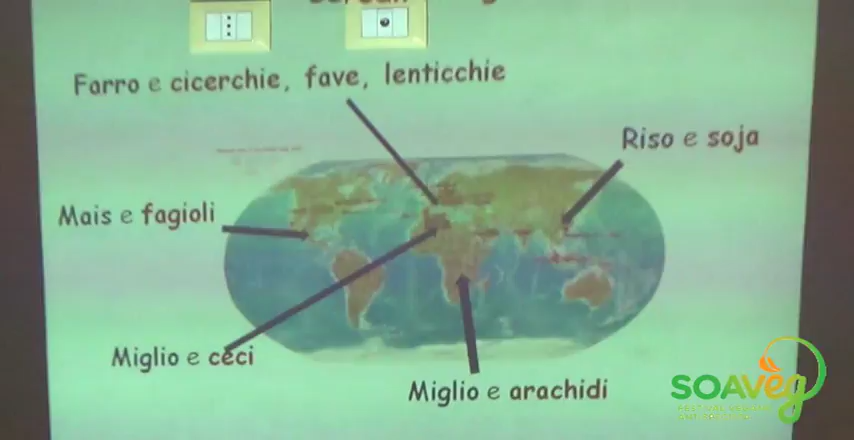 Farro e cicerchie, fave, lenticchie
Riso e soja
Mais e fagioli
Miglio e ceci
Miglio e arachidi
SOAVEg